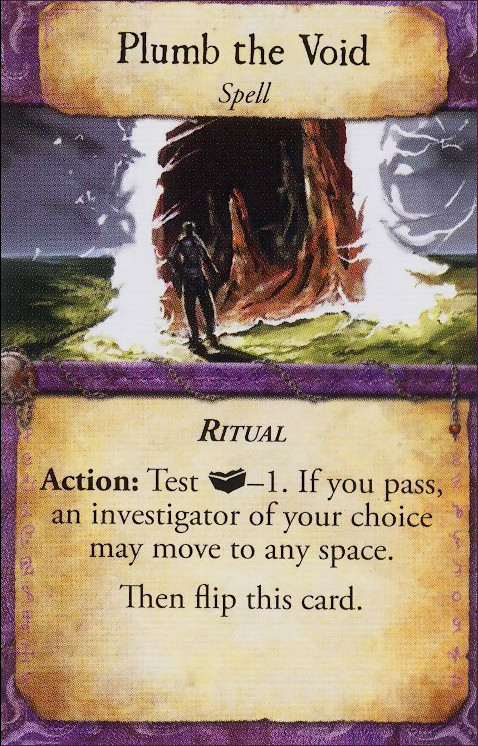 Plumb the Void
Spell
RITUAL
Action: Test –1. If you pass,
an investigator of your choice
may move to any space.
Then flip this card.